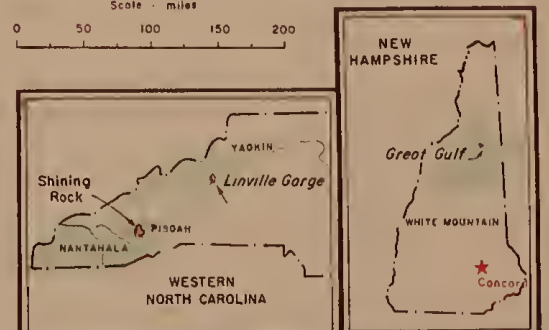 Scale - miles
0 50 100 150 200
NEW
HAMPSHIRE
YADKIN
Great Gulf
Linville Gorge
Shining
Rock
PISGAH
WHITE MOUNTAIN
NANTAHALA
Concord
WESTERN
NORTH CAROLINA